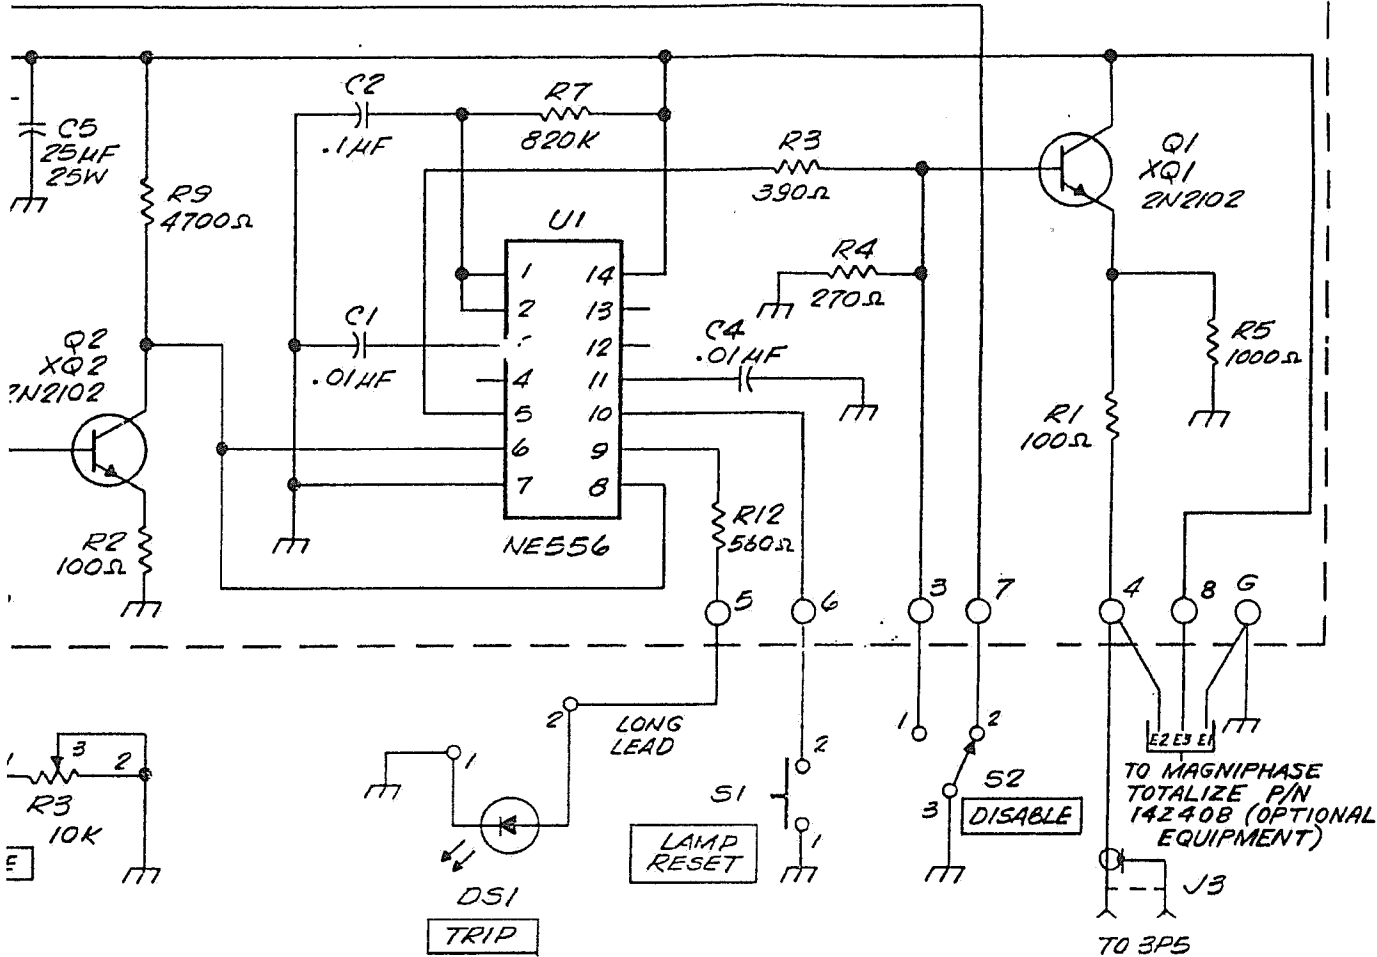 C5
25µF
25W
R9
4700Ω
C2
.1µF
R7
820K
R3
390Ω
Q1
XQ1
2N2102
U1
R4
270Ω
1
2
4
5
6
7
14
13
12
11
10
9
8
C1
.01µF
C4
.01µF
R5
1000Ω
Q2
XQ2
2N2102
R1
100Ω
R2
100Ω
NE556
R12
560Ω
5
6
3
7
4
8
G
2
LONG
LEAD
1
2
S1
1
LAMP
RESET
1
2
3
S2
DISABLE
E2 E3 E1
TO MAGNIPHASE
TOTALIZE P/N
142408 (OPTIONAL
EQUIPMENT)
3
2
R3
10K
E
DS1
TRIP
J3
TO 3P5